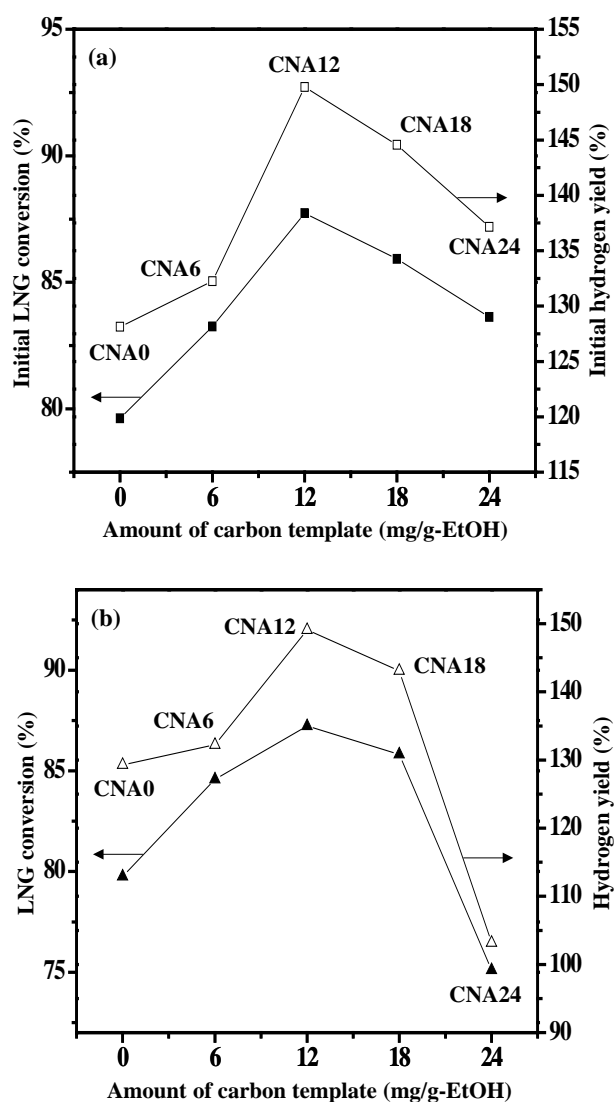 (a)
Initial LNG conversion (%)
95
90
85
80
CNA0
CNA6
CNA12
CNA18
CNA24
155
150
145
140
135
130
125
120
115
Initial hydrogen yield (%)
0 6 12 18 24
Amount of carbon template (mg/g-EtOH)
(b)
LNG conversion (%)
90
85
80
75
CNA0
CNA6
CNA12
CNA18
CNA24
150
140
130
120
110
100
90
Hydrogen yield (%)
0 6 12 18 24
Amount of carbon template (mg/g-EtOH)